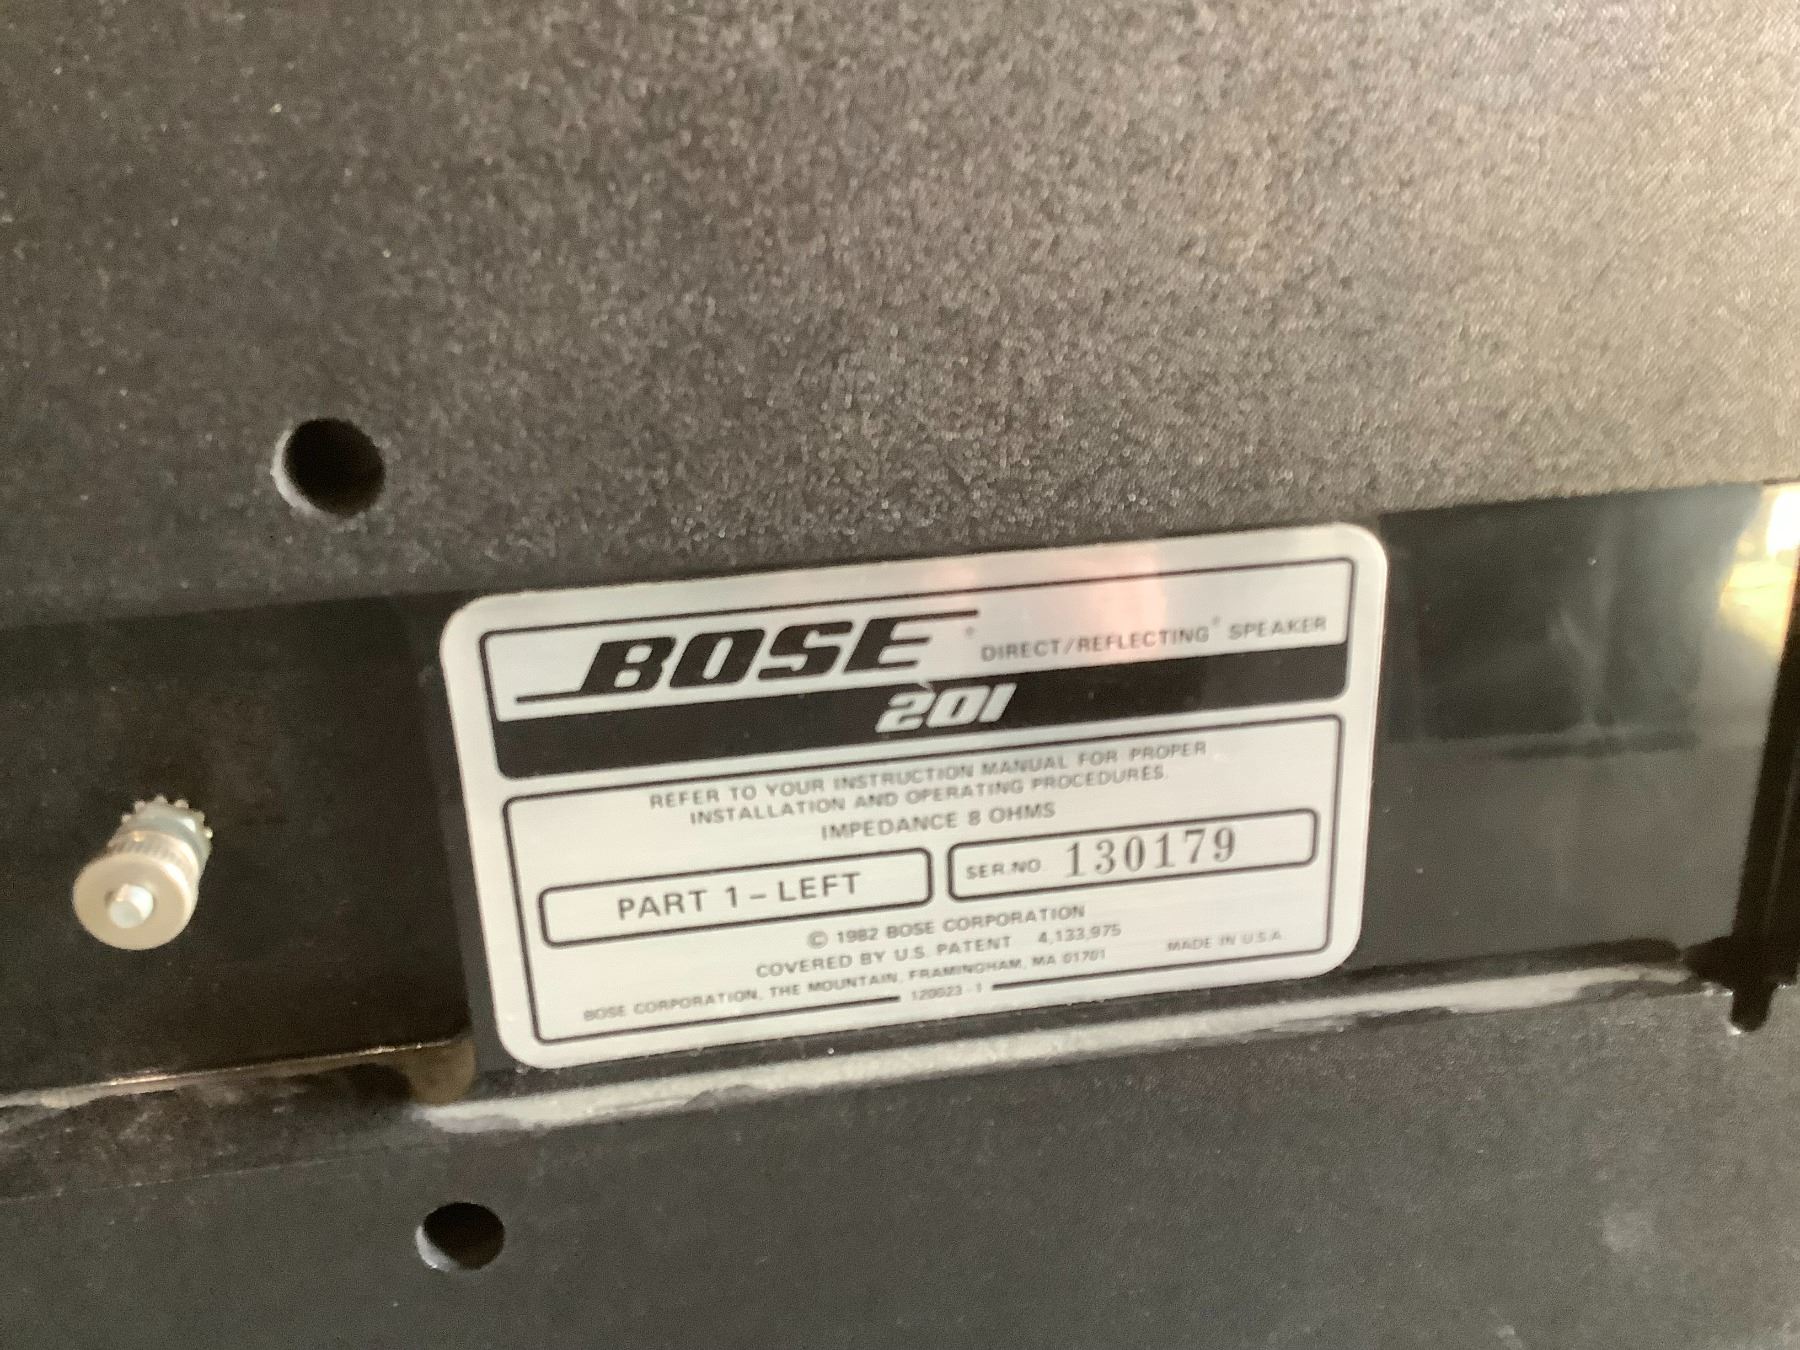 BOSE® DIRECT/REFLECTING® SPEAKER
201
REFER TO YOUR INSTRUCTION MANUAL FOR PROPER
INSTALLATION AND OPERATING PROCEDURES.
IMPEDANCE 8 OHMS
PART 1 – LEFT
SER.NO. 130179
© 1982 BOSE CORPORATION
COVERED BY U.S. PATENT 4,133,975
BOSE CORPORATION, THE MOUNTAIN, FRAMINGHAM, MA 01701
MADE IN U.S.A.
120623-1